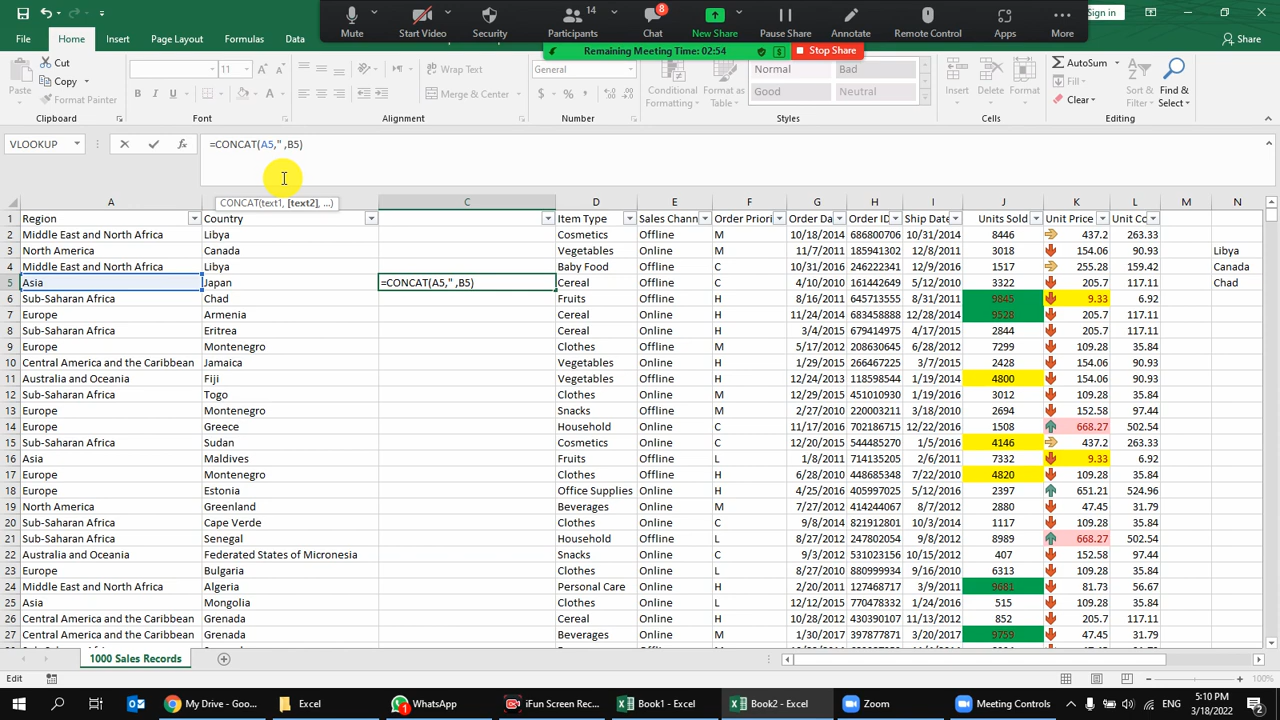 Mute
Start Video
Security
Participants
14
Chat
8
New Share
Pause Share
Annotate
Remote Control
Apps
More
Sign in
Remaining Meeting Time: 02:54
Stop Share
File
Home
Insert
Page Layout
Formulas
Data
Share
Paste
Cut
Copy
Format Painter
Clipboard
11
B I U
Font
Wrap Text
Merge & Center
Alignment
General
$ % ,
Number
Conditional Formatting
Format as Table
Normal
Bad
Good
Neutral
Styles
Insert
Delete
Format
Cells
AutoSum
Fill
Clear
Sort & Filter
Find & Select
Editing
VLOOKUP
fx
=CONCAT(A5," ,B5)
CONCAT(text1, [text2], ...)
A B C D E F G H I J K L M N
1 Region Country Item Type Sales Chann Order Priori Order Da Order ID Ship Date Units Sold Unit Price Unit Co
2 Middle East and North Africa Libya Cosmetics Offline M 10/18/2014 686800706 10/31/2014 8446 437.2 263.33
3 North America Canada Vegetables Online M 11/7/2011 185941302 12/8/2011 3018 154.06 90.93 Libya
4 Middle East and North Africa Libya Baby Food Offline C 10/31/2016 246222341 12/9/2016 1517 255.28 159.42 Canada
5 Asia Japan =CONCAT(A5," ,B5) Cereal Offline C 4/10/2010 161442649 5/12/2010 3322 205.7 117.11 Chad
6 Sub-Saharan Africa Chad Fruits Offline H 8/16/2011 645713555 8/31/2011 9845 9.33 6.92
7 Europe Armenia Cereal Online H 11/24/2014 683458888 12/28/2014 9528 205.7 117.11
8 Sub-Saharan Africa Eritrea Cereal Online H 3/4/2015 679414975 4/17/2015 2844 205.7 117.11
9 Europe Montenegro Clothes Offline M 5/17/2012 208630645 6/28/2012 7299 109.28 35.84
10 Central America and the Caribbean Jamaica Vegetables Online H 1/29/2015 266467225 3/7/2015 2428 154.06 90.93
11 Australia and Oceania Fiji Vegetables Offline H 12/24/2013 118598544 1/19/2014 4800 154.06 90.93
12 Sub-Saharan Africa Togo Clothes Online M 12/29/2015 451010930 1/19/2016 3012 109.28 35.84
13 Europe Montenegro Snacks Offline M 2/27/2010 220003211 3/18/2010 2694 152.58 97.44
14 Europe Greece Household Online C 11/17/2016 702186715 12/22/2016 1508 668.27 502.54
15 Sub-Saharan Africa Sudan Cosmetics Online C 12/20/2015 544485270 1/5/2016 4146 437.2 263.33
16 Asia Maldives Fruits Offline L 1/8/2011 714135205 2/6/2011 7332 9.33 6.92
17 Europe Montenegro Clothes Offline H 6/28/2010 448685348 7/22/2010 4820 109.28 35.84
18 Europe Estonia Office Supplies Online H 4/25/2016 405997025 5/12/2016 2397 651.21 524.96
19 North America Greenland Beverages Online M 7/27/2012 414244067 8/7/2012 2880 47.45 31.79
20 Sub-Saharan Africa Cape Verde Clothes Online C 9/8/2014 821912801 10/3/2014 1117 109.28 35.84
21 Sub-Saharan Africa Senegal Household Offline L 8/27/2012 247802054 9/8/2012 8989 668.27 502.54
22 Australia and Oceania Federated States of Micronesia Snacks Online C 9/3/2012 531023156 10/15/2012 407 152.58 97.44
23 Europe Bulgaria Clothes Online L 8/27/2010 880999934 9/16/2010 6313 109.28 35.84
24 Middle East and North Africa Algeria Personal Care Online H 2/20/2011 127468717 3/9/2011 9681 81.73 56.67
25 Asia Mongolia Clothes Online L 12/12/2015 770478332 1/24/2016 515 109.28 35.84
26 Central America and the Caribbean Grenada Cereal Online H 10/28/2012 430390107 11/13/2012 852 205.7 117.11
27 Central America and the Caribbean Grenada Beverages Online M 1/30/2017 397877871 3/20/2017 9759 47.45 31.79
1000 Sales Records
Edit
100%
My Drive - Goo...
Excel
WhatsApp
1
iFun Screen Rec...
Book1 - Excel
Book2 - Excel
Zoom
Meeting Controls
ENG
5:10 PM
3/18/2022